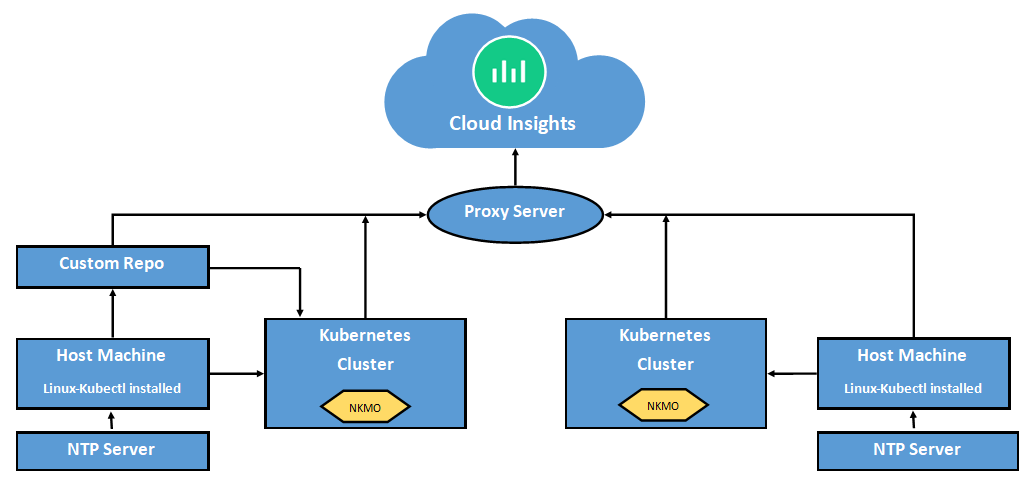 Cloud Insights
Proxy Server
Custom Repo
Host Machine
Linux-Kubectl installed
NTP Server
Kubernetes
Cluster
NKMO
Kubernetes
Cluster
NKMO
Host Machine
Linux-Kubectl installed
NTP Server